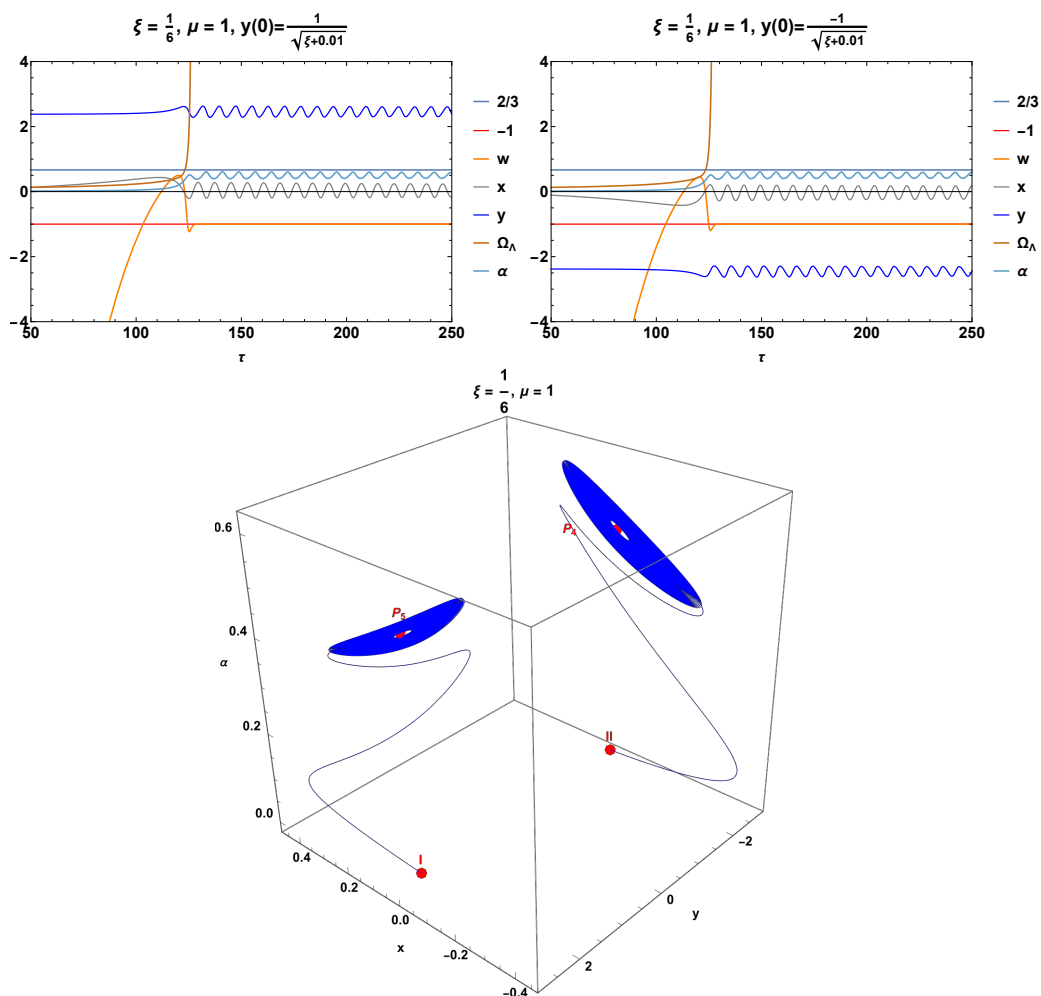 ξ = 1/6, μ = 1, y(0)= 1/√(ξ+0.01)
4
2
0
−2
−4
50
100
150
200
250
τ
2/3
−1
w
x
y
Ω_Λ
α
ξ = 1/6, μ = 1, y(0)= −1/√(ξ+0.01)
4
2
0
−2
−4
50
100
150
200
250
τ
2/3
−1
w
x
y
Ω_Λ
α
ξ = 1/6, μ = 1
0.6
0.4
α
0.2
0.0
P₄
P₅
II
I
0.4
0.2
0.0
x
−0.2
−0.4
−2
0
y
2